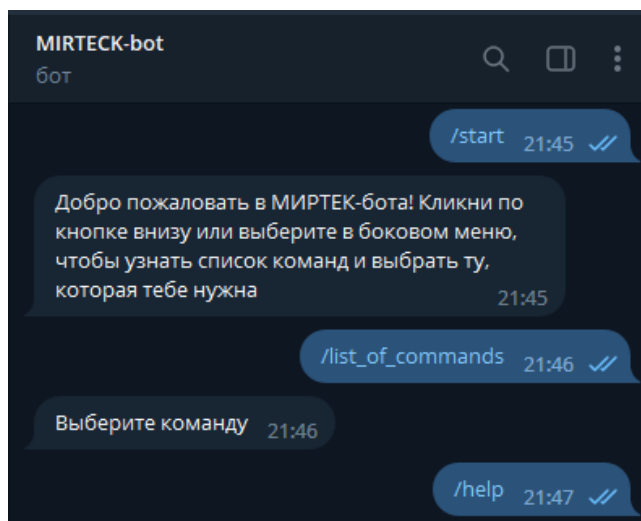 MIRTECK-bot
бот
/start 21:45
Добро пожаловать в МИРТЕК-бота! Кликни по
кнопке внизу или выберите в боковом меню,
чтобы узнать список команд и выбрать ту,
которая тебе нужна 21:45
/list_of_commands 21:46
Выберите команду 21:46
/help 21:47